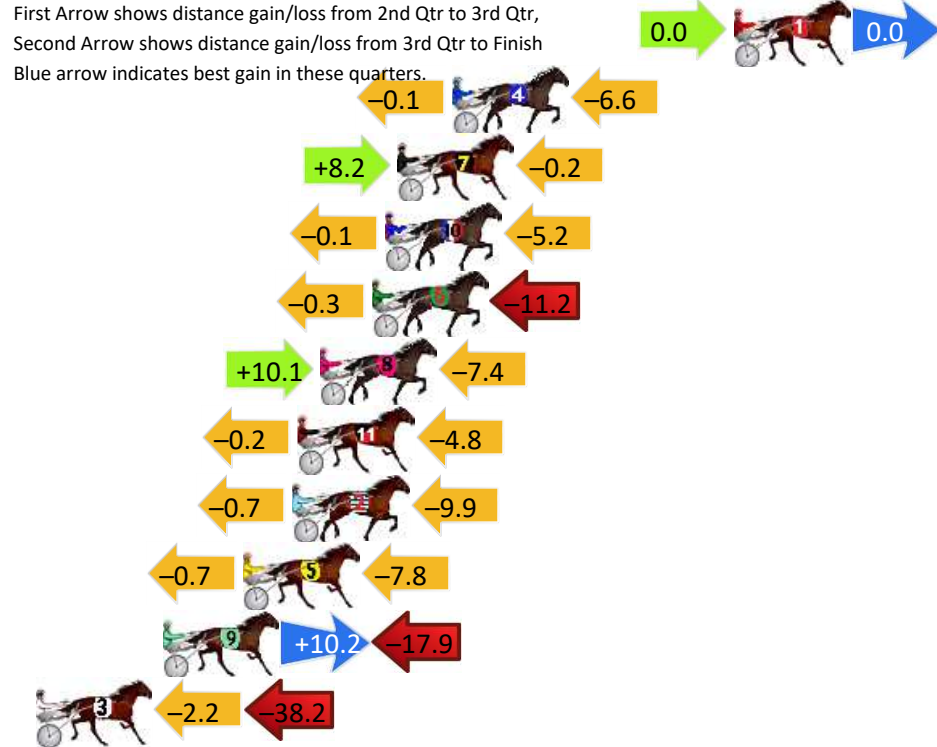 First Arrow shows distance gain/loss from 2nd Qtr to 3rd Qtr,
Second Arrow shows distance gain/loss from 3rd Qtr to Finish
Blue arrow indicates best gain in these quarters.
0.0 1 0.0
−0.1 4 −6.6
+8.2 7 −0.2
−0.1 10 −5.2
−0.3 −11.2
+10.1 8 −7.4
−0.2 11 −4.8
−0.7 2 −9.9
−0.7 5 −7.8
9 +10.2 −17.9
3 −2.2 −38.2